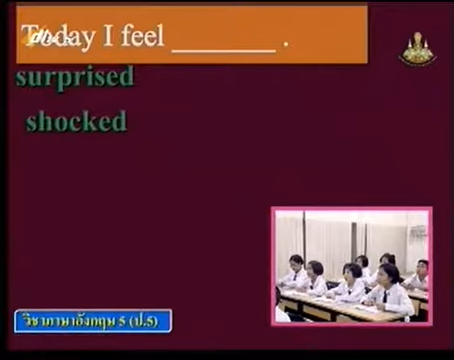 Today I feel _______ .
surprised
shocked
วิชาภาษาอังกฤษ 5 (ป.5)